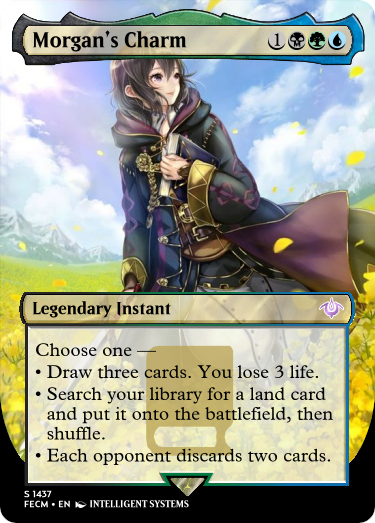 Morgan's Charm 1
Legendary Instant
Choose one —
• Draw three cards. You lose 3 life.
• Search your library for a land card
and put it onto the battlefield, then
shuffle.
• Each opponent discards two cards.
S 1437
FECM • EN INTELLIGENT SYSTEMS